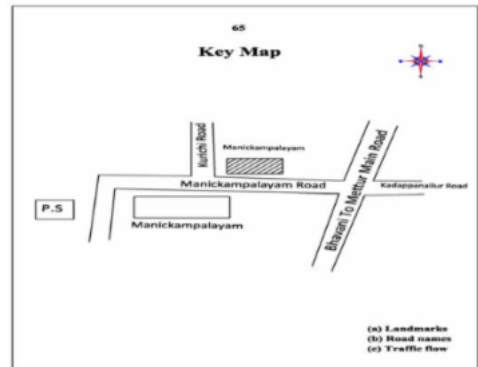 65
Key Map
Kurichi Road
Manickampalayam
Manickampalayam Road
Kadappanallur Road
P.S
Manickampalayam
Bhavani To Mettur Main Road
(a) Landmarks
(b) Road names
(c) Traffic flow